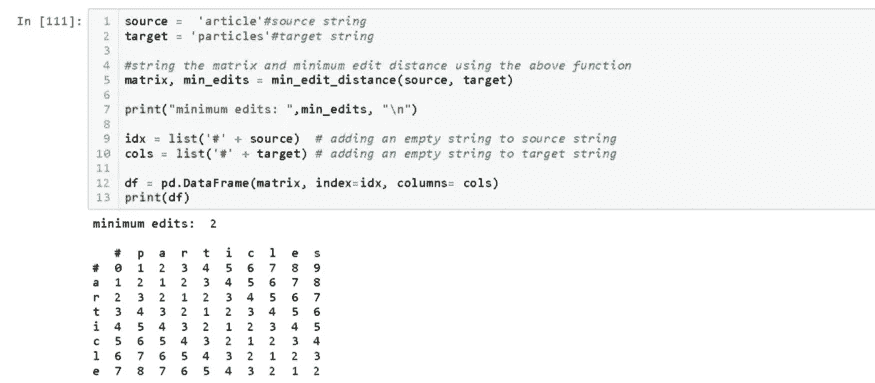 In [111]:
1 source =  'article'#source string
2 target = 'particles'#target string
3
4 #string the matrix and minimum edit distance using the above function
5 matrix, min_edits = min_edit_distance(source, target)
6
7 print("minimum edits: ",min_edits, "\n")
8
9 idx = list('#' + source)  # adding an empty string to source string
10 cols = list('#' + target) # adding an empty string to target string
11
12 df = pd.DataFrame(matrix, index=idx, columns= cols)
13 print(df)
minimum edits:  2
# p a r t i c l e s
# 0 1 2 3 4 5 6 7 8 9
a 1 2 1 2 3 4 5 6 7 8
r 2 3 2 1 2 3 4 5 6 7
t 3 4 3 2 1 2 3 4 5 6
i 4 5 4 3 2 1 2 3 4 5
c 5 6 5 4 3 2 1 2 3 4
l 6 7 6 5 4 3 2 1 2 3
e 7 8 7 6 5 4 3 2 1 2